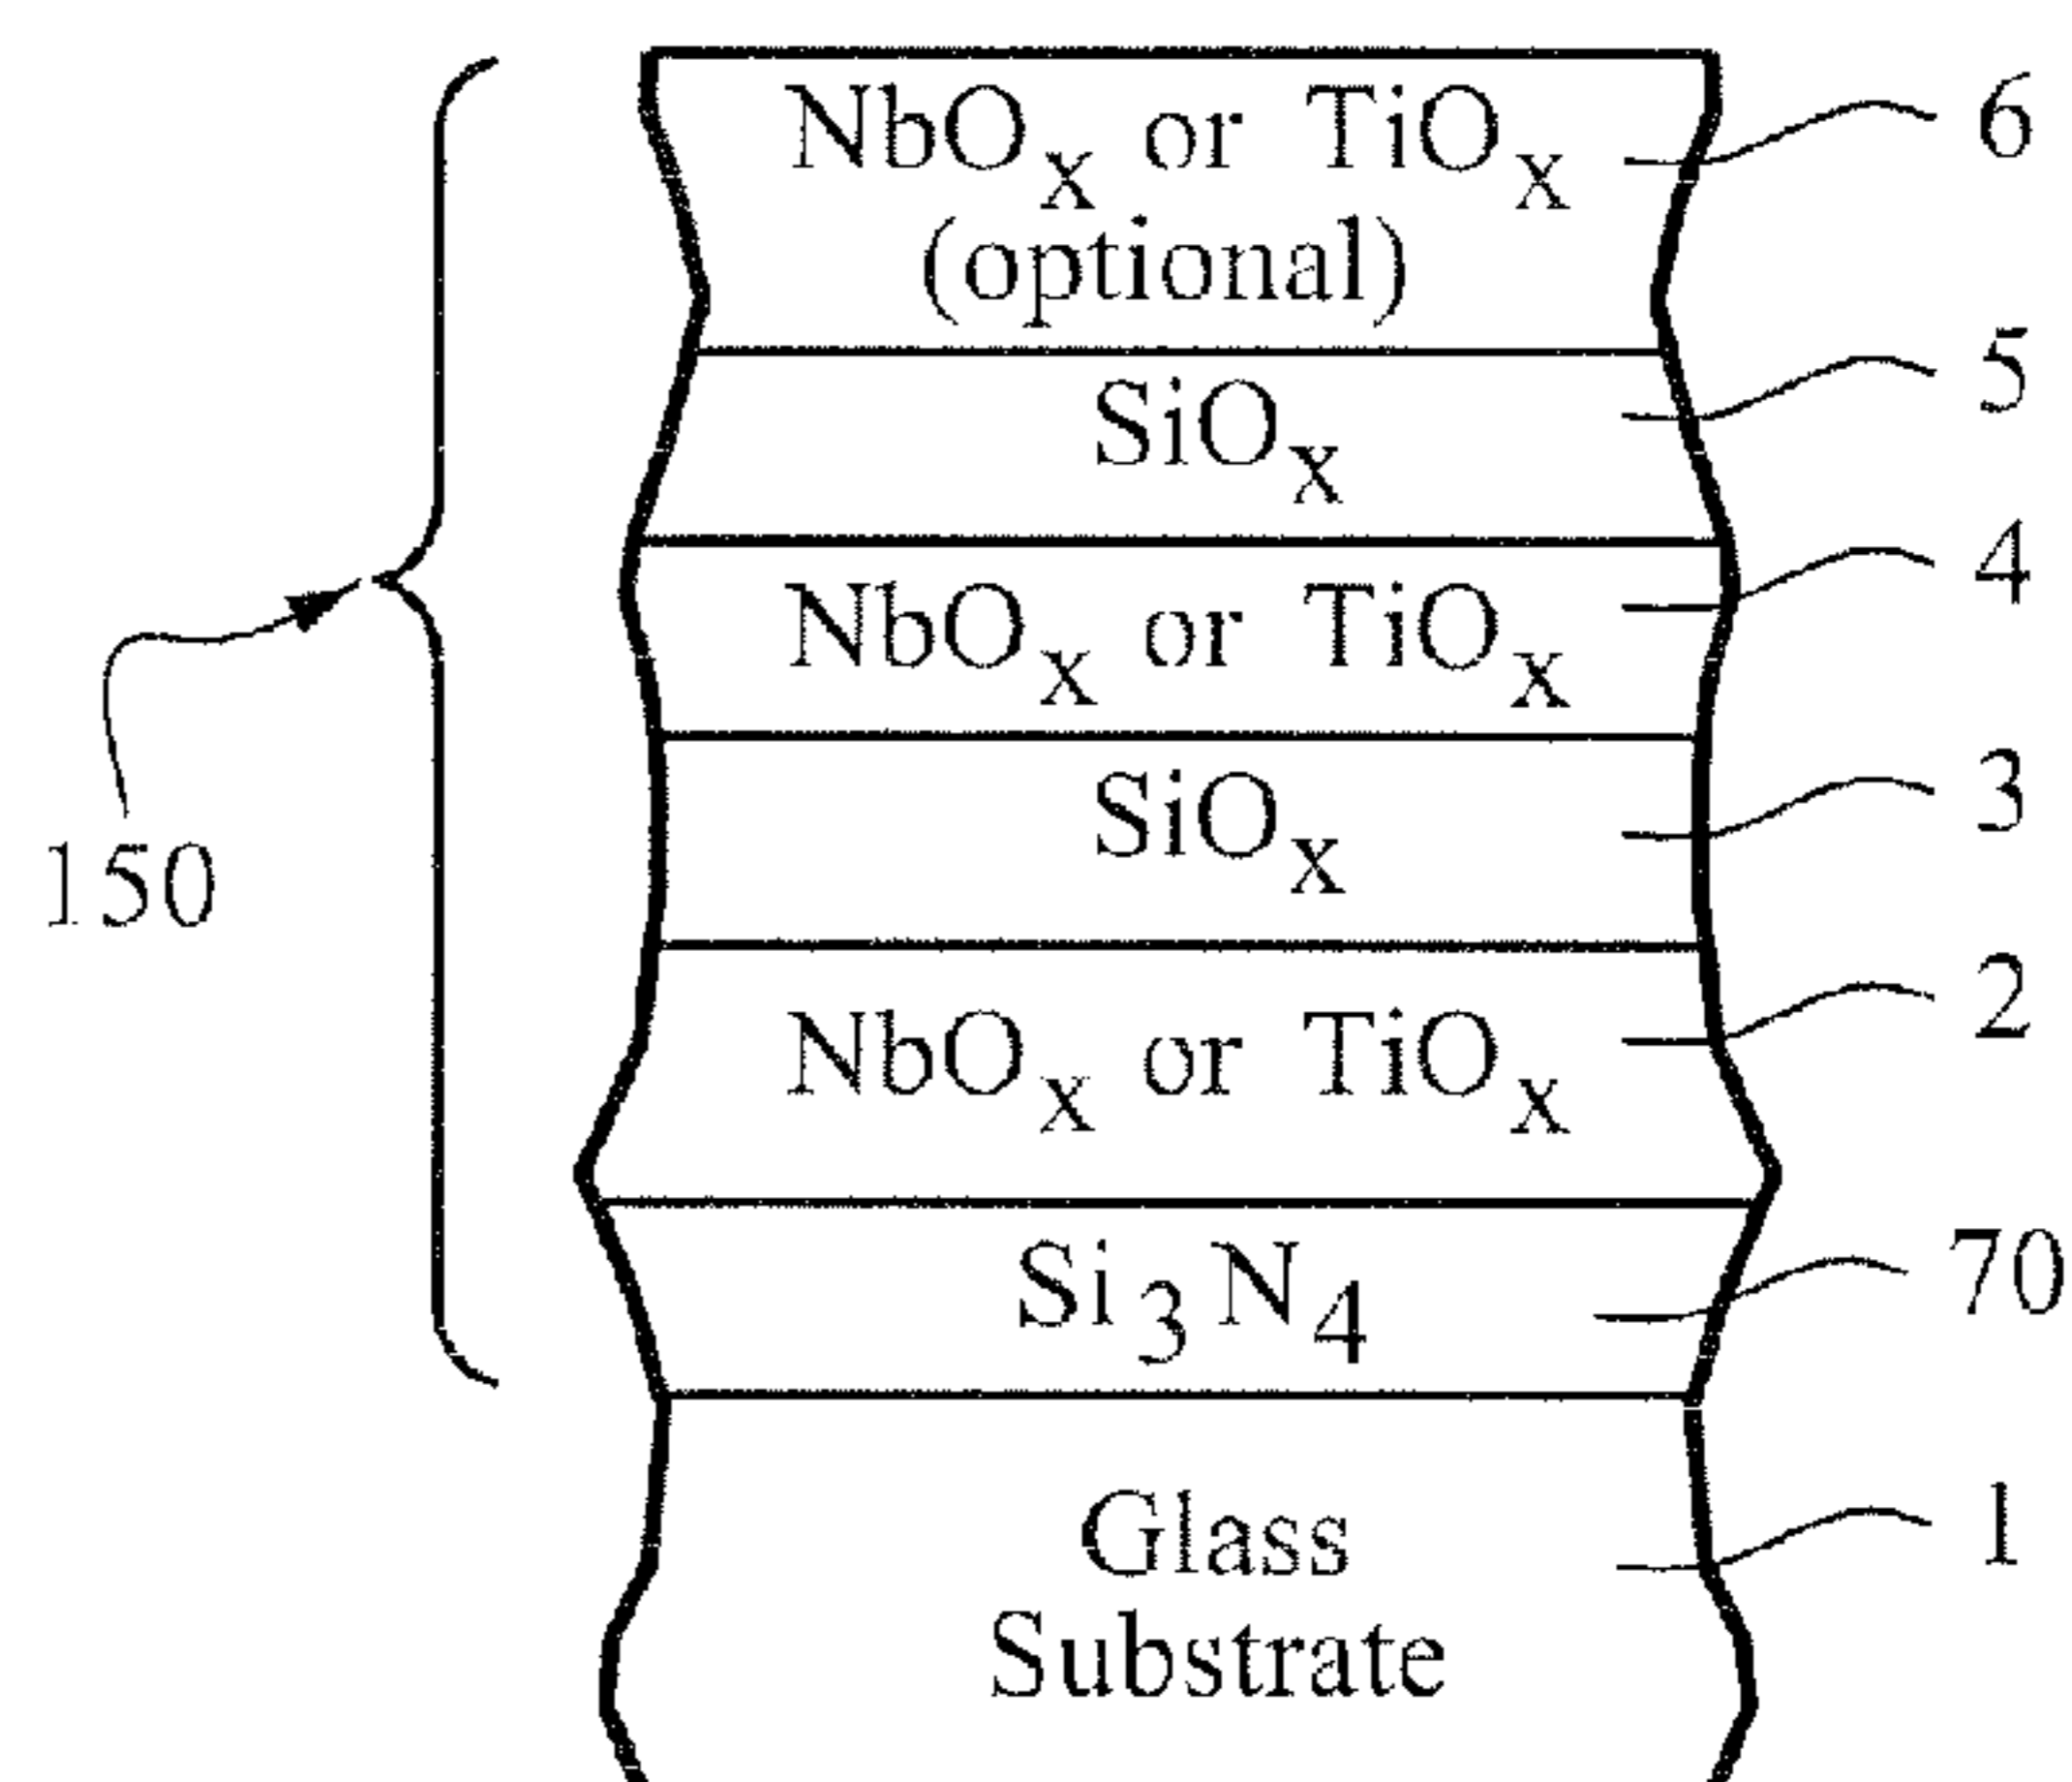 NbOx or TiOx 6
(optional)
SiOx 5
NbOx or TiOx 4
SiOx 3
150
NbOx or TiOx 2
Si3N4 70
Glass 1
Substrate